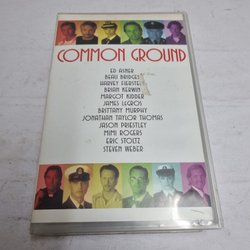 COMMON GROUND
ED ASNER
BEAU BRIDGES
HARVEY FIERSTEIN
BRIAN KERWIN
MARGOT KIDDER
JAMES LEGROS
BRITTANY MURPHY
JONATHAN TAYLOR THOMAS
JASON PRIESTLEY
MIMI ROGERS
ERIC STOLTZ
STEVEN WEBER